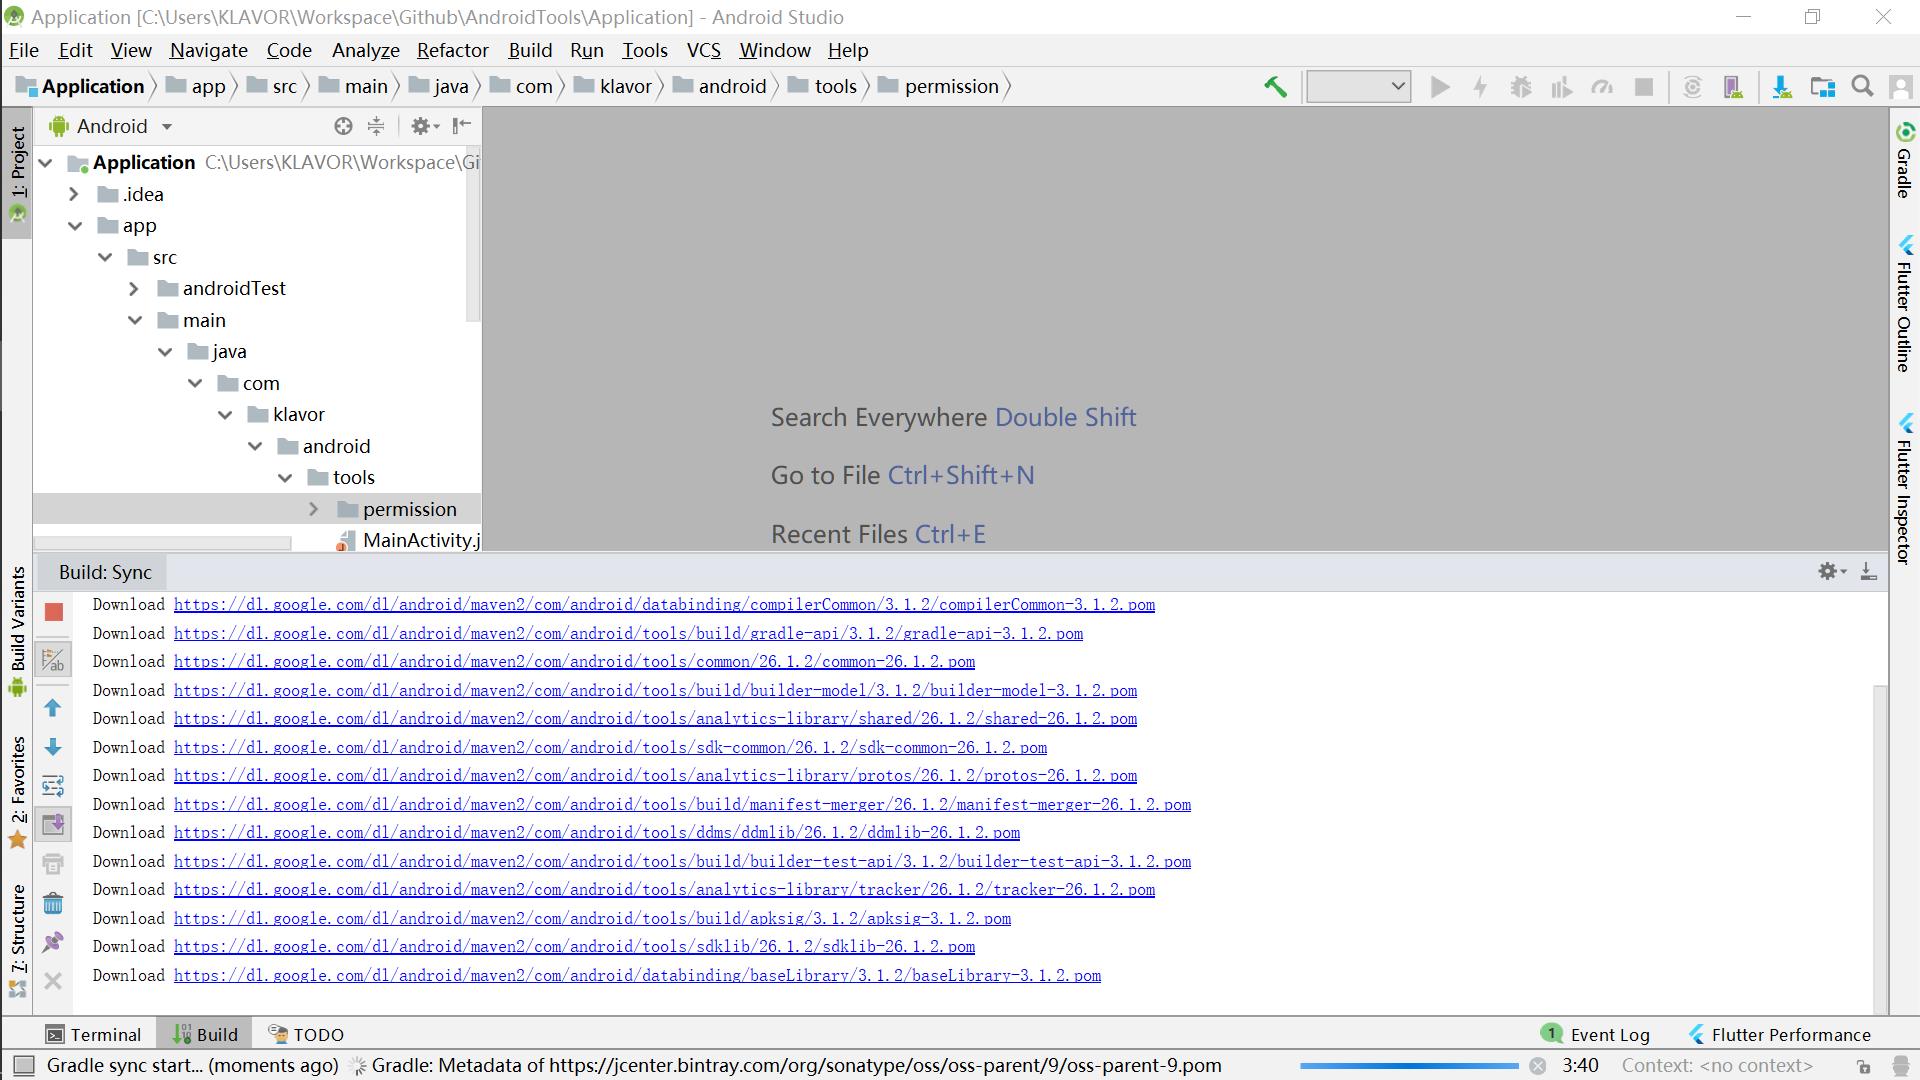 Application [C:\Users\KLAVOR\Workspace\Github\AndroidTools\Application] - Android Studio
File Edit View Navigate Code Analyze Refactor Build Run Tools VCS Window Help
Application app src main java com klavor android tools permission
1: Project
Build Variants
2: Favorites
7: Structure
Android
Application C:\Users\KLAVOR\Workspace\Gi
.idea
app
src
androidTest
main
java
com
klavor
android
tools
permission
MainActivity.j
Search Everywhere Double Shift
Go to File Ctrl+Shift+N
Recent Files Ctrl+E
Gradle
Flutter Outline
Flutter Inspector
Build: Sync
Download https://dl.google.com/dl/android/maven2/com/android/databinding/compilerCommon/3.1.2/compilerCommon-3.1.2.pom
Download https://dl.google.com/dl/android/maven2/com/android/tools/build/gradle-api/3.1.2/gradle-api-3.1.2.pom
Download https://dl.google.com/dl/android/maven2/com/android/tools/common/26.1.2/common-26.1.2.pom
Download https://dl.google.com/dl/android/maven2/com/android/tools/build/builder-model/3.1.2/builder-model-3.1.2.pom
Download https://dl.google.com/dl/android/maven2/com/android/tools/analytics-library/shared/26.1.2/shared-26.1.2.pom
Download https://dl.google.com/dl/android/maven2/com/android/tools/sdk-common/26.1.2/sdk-common-26.1.2.pom
Download https://dl.google.com/dl/android/maven2/com/android/tools/analytics-library/protos/26.1.2/protos-26.1.2.pom
Download https://dl.google.com/dl/android/maven2/com/android/tools/build/manifest-merger/26.1.2/manifest-merger-26.1.2.pom
Download https://dl.google.com/dl/android/maven2/com/android/tools/ddms/ddmlib/26.1.2/ddmlib-26.1.2.pom
Download https://dl.google.com/dl/android/maven2/com/android/tools/build/builder-test-api/3.1.2/builder-test-api-3.1.2.pom
Download https://dl.google.com/dl/android/maven2/com/android/tools/analytics-library/tracker/26.1.2/tracker-26.1.2.pom
Download https://dl.google.com/dl/android/maven2/com/android/tools/build/apksig/3.1.2/apksig-3.1.2.pom
Download https://dl.google.com/dl/android/maven2/com/android/tools/sdklib/26.1.2/sdklib-26.1.2.pom
Download https://dl.google.com/dl/android/maven2/com/android/databinding/baseLibrary/3.1.2/baseLibrary-3.1.2.pom
Terminal Build TODO 1 Event Log Flutter Performance
Gradle sync start... (moments ago) Gradle: Metadata of https://jcenter.bintray.com/org/sonatype/oss/oss-parent/9/oss-parent-9.pom 3:40 Context: <no context>